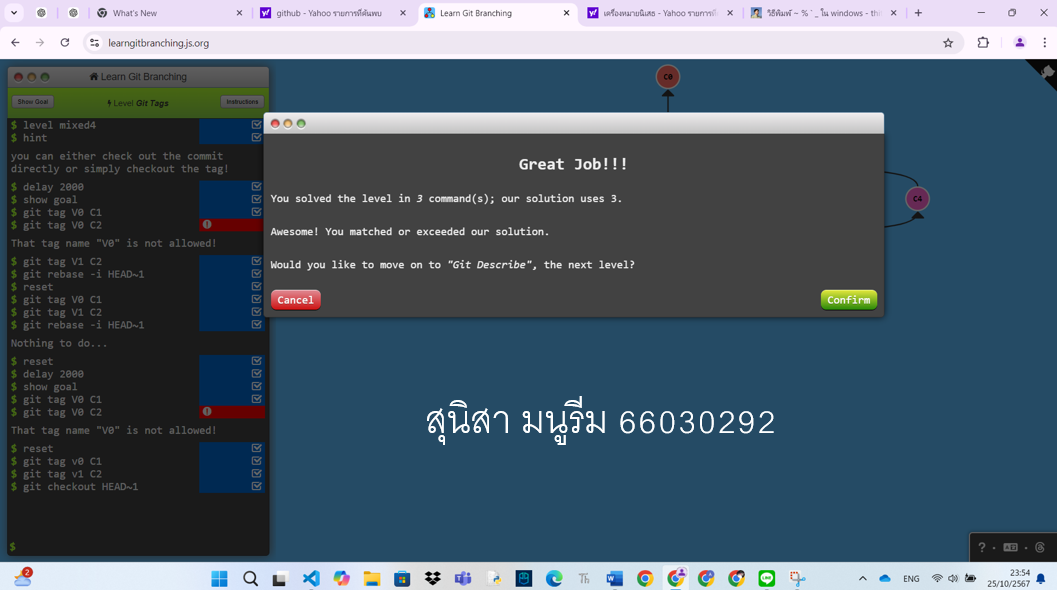 What's New
github - Yahoo รายการที่ค้นพบ
Learn Git Branching
เครื่องหมายนิเสธ - Yahoo รายการที่
วิธีพิมพ์ ~ % ˆ _ ใน windows - thi
learngitbranching.js.org
Learn Git Branching
Show Goal
Level Git Tags
Instructions
$ level mixed4
$ hint
you can either check out the commit
directly or simply checkout the tag!
$ delay 2000
$ show goal
$ git tag V0 C1
$ git tag V0 C2
That tag name "V0" is not allowed!
$ git tag V1 C2
$ git rebase -i HEAD~1
$ reset
$ git tag V0 C1
$ git tag V1 C2
$ git rebase -i HEAD~1
Nothing to do...
$ reset
$ delay 2000
$ show goal
$ git tag V0 C1
$ git tag V0 C2
That tag name "V0" is not allowed!
$ reset
$ git tag v0 C1
$ git tag v1 C2
$ git checkout HEAD~1
$
C0
C4
Great Job!!!
You solved the level in 3 command(s); our solution uses 3.
Awesome! You matched or exceeded our solution.
Would you like to move on to "Git Describe", the next level?
Cancel
Confirm
สุนิสา มนูรีม 66030292
?
2
Th
ENG
23:54
25/10/2567